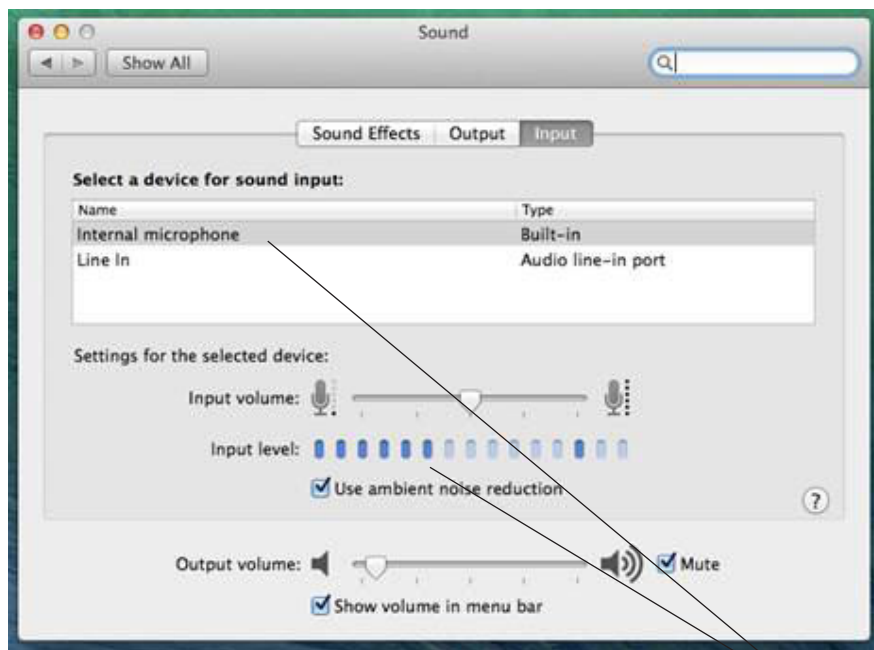 Sound
Show All
Sound Effects Output Input
Select a device for sound input:
Name Type
Internal microphone Built-in
Line In Audio line-in port
Settings for the selected device:
Input volume:
Input level:
Use ambient noise reduction
?
Output volume: Mute
Show volume in menu bar